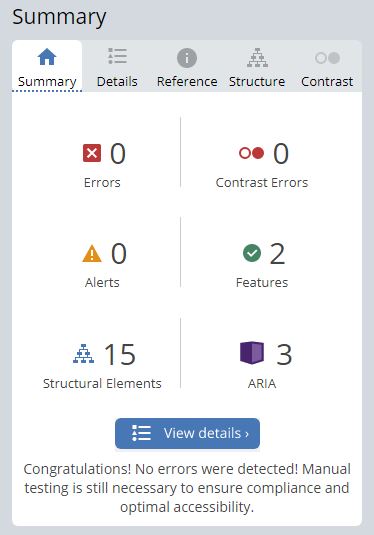 Summary
Summary Details Reference Structure Contrast
0 0
Errors Contrast Errors
0 2
Alerts Features
15 3
Structural Elements ARIA
View details ›
Congratulations! No errors were detected! Manual
testing is still necessary to ensure compliance and
optimal accessibility.